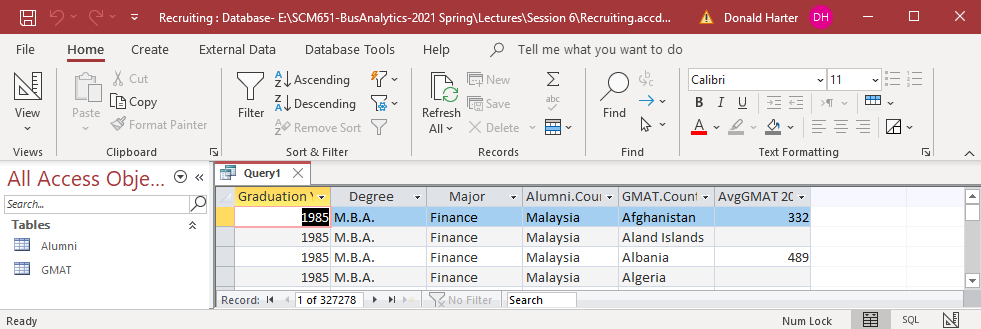 Recruiting : Database- E:\SCM651-BusAnalytics-2021 Spring\Lectures\Session 6\Recruiting.accd...
Donald Harter
DH
File Home Create External Data Database Tools Help Tell me what you want to do
View
Views
Paste
Cut
Copy
Format Painter
Clipboard
Filter
Ascending
Descending
Remove Sort
Sort & Filter
Refresh
All
New
Save
Delete
Records
Find
Find
Calibri 11
B I U
A
Text Formatting
All Access Obje...
Search...
Tables
Alumni
GMAT
Query1
Graduation Y Degree Major Alumni.Cour GMAT.Count AvgGMAT 20
1985 M.B.A. Finance Malaysia Afghanistan 332
1985 M.B.A. Finance Malaysia Aland Islands
1985 M.B.A. Finance Malaysia Albania 489
1985 M.B.A. Finance Malaysia Algeria
Record: 1 of 327278 No Filter Search
Ready
Num Lock
SQL